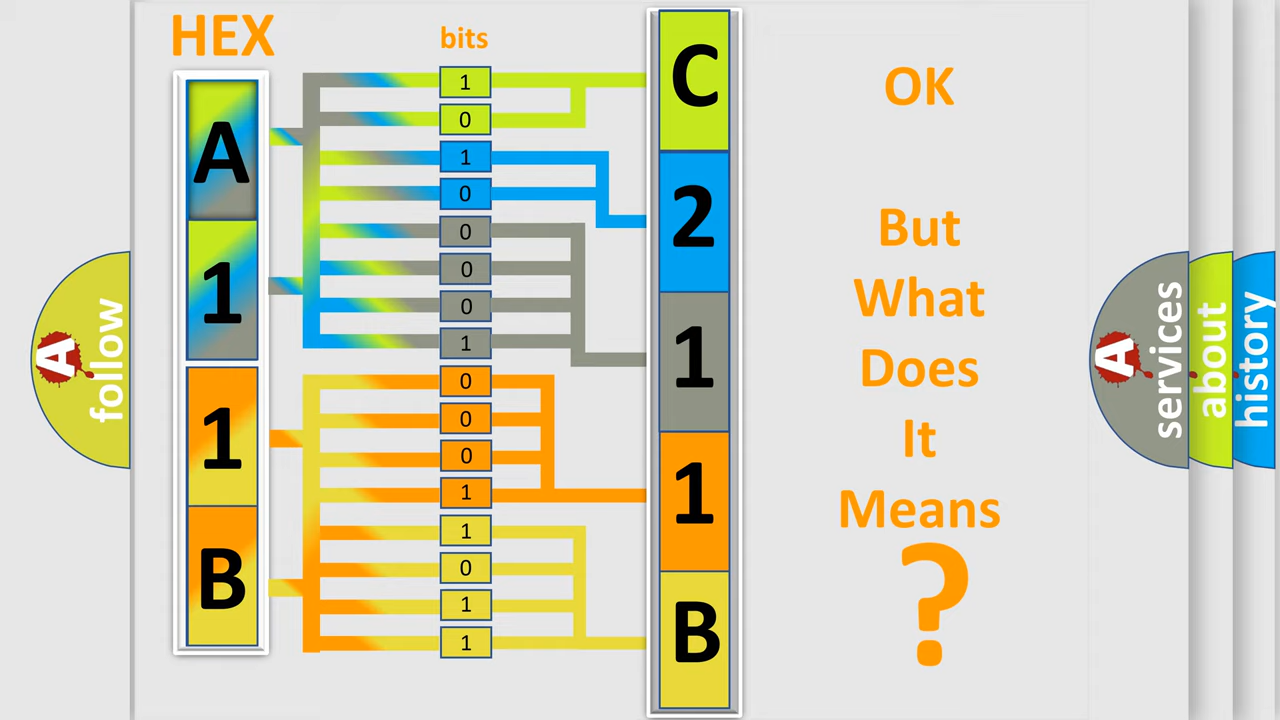 HEX
bits
A
1
1
B
1
0
1
0
0
0
0
1
0
0
0
1
1
0
1
1
C
2
1
1
B
OK
But
What
Does
It
Means
?
A
follow
A
services
about
history